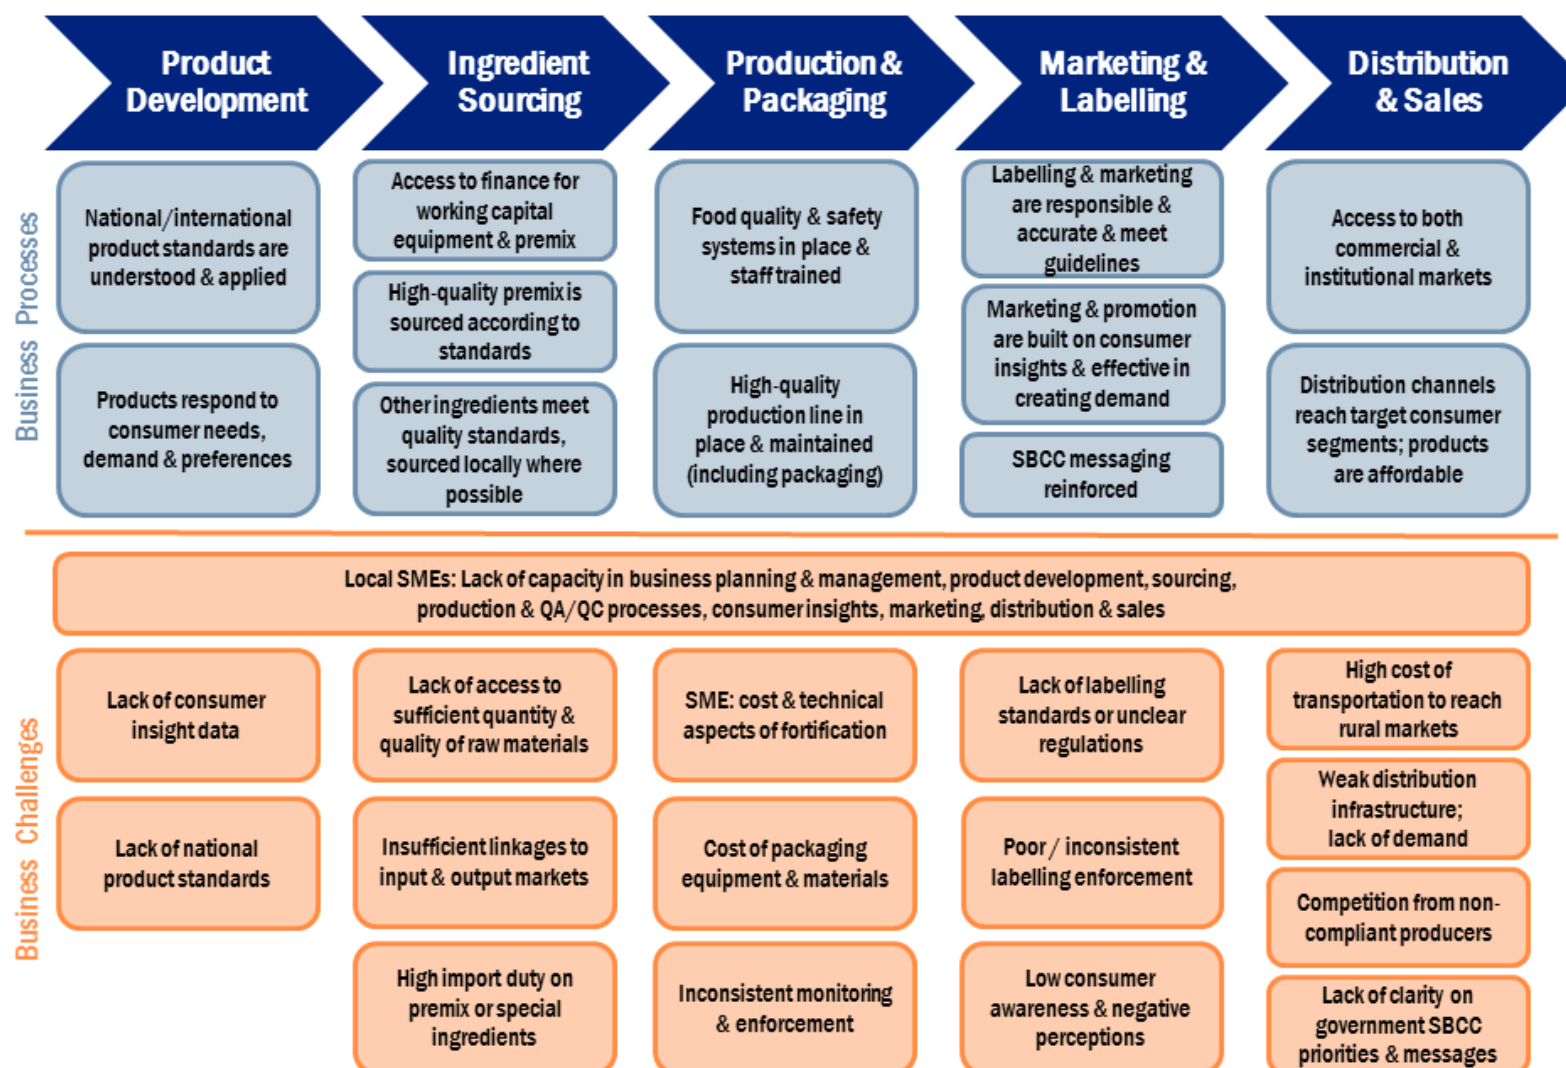 Product
Development
Ingredient
Sourcing
Production &
Packaging
Marketing &
Labelling
Distribution
& Sales
Business Processes
National/international
product standards are
understood & applied
Products respond to
consumer needs,
demand & preferences
Access to finance for
working capital
equipment & premix
High-quality premix is
sourced according to
standards
Other ingredients meet
quality standards,
sourced locally where
possible
Food quality & safety
systems in place &
staff trained
High-quality
production line in
place & maintained
(including packaging)
Labelling & marketing
are responsible &
accurate & meet
guidelines
Marketing & promotion
are built on consumer
insights & effective in
creating demand
SBCC messaging
reinforced
Access to both
commercial &
institutional markets
Distribution channels
reach target consumer
segments; products
are affordable
Business Challenges
Local SMEs: Lack of capacity in business planning & management, product development, sourcing,
production & QA/QC processes, consumer insights, marketing, distribution & sales
Lack of consumer
insight data
Lack of national
product standards
Lack of access to
sufficient quantity &
quality of raw materials
Insufficient linkages to
input & output markets
High import duty on
premix or special
ingredients
SME: cost & technical
aspects of fortification
Cost of packaging
equipment & materials
Inconsistent monitoring
& enforcement
Lack of labelling
standards or unclear
regulations
Poor / inconsistent
labelling enforcement
Low consumer
awareness & negative
perceptions
High cost of
transportation to reach
rural markets
Weak distribution
infrastructure;
lack of demand
Competition from non-
compliant producers
Lack of clarity on
government SBCC
priorities & messages